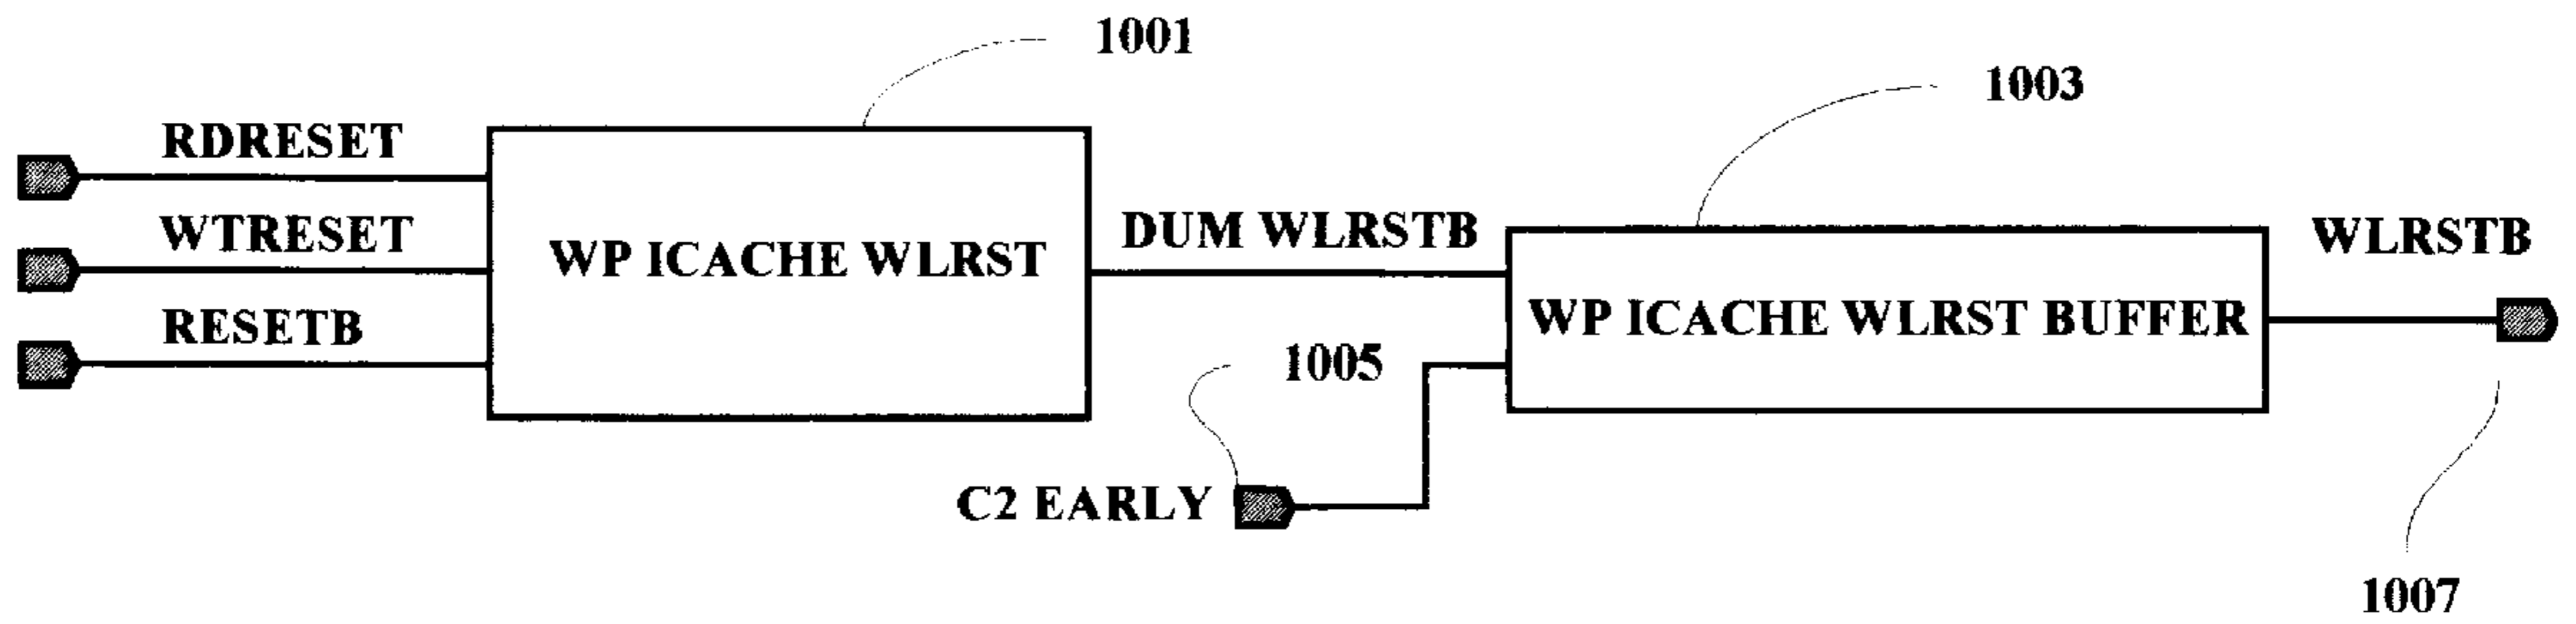 1001
1003
RDRESET
WTRESET
RESETB
WP ICACHE WLRST
DUM WLRSTB
WLRSTB
WP ICACHE WLRST BUFFER
1005
C2 EARLY
1007